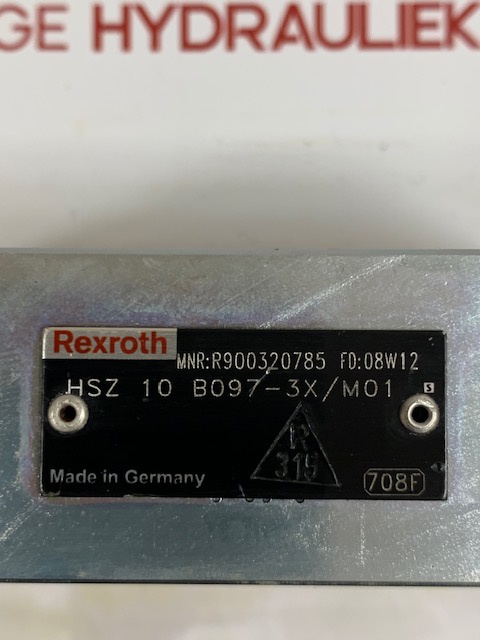 GE HYDRAULIEK
Rexroth
MNR:R900320785 FD:08W12
HSZ 10 B097-3X/M01 S
R
319
Made in Germany
708F